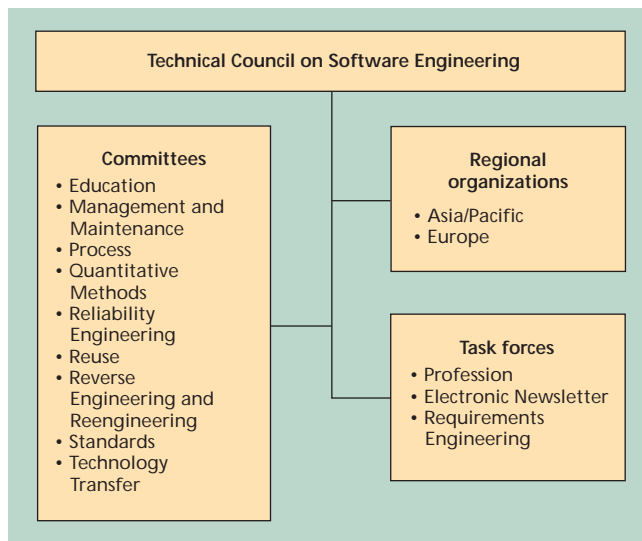 Technical Council on Software Engineering
Committees
• Education
• Management and
Maintenance
• Process
• Quantitative
Methods
• Reliability
Engineering
• Reuse
• Reverse
Engineering and
Reengineering
• Standards
• Technology
Transfer
Regional
organizations
• Asia/Pacific
• Europe
Task forces
• Profession
• Electronic Newsletter
• Requirements
Engineering